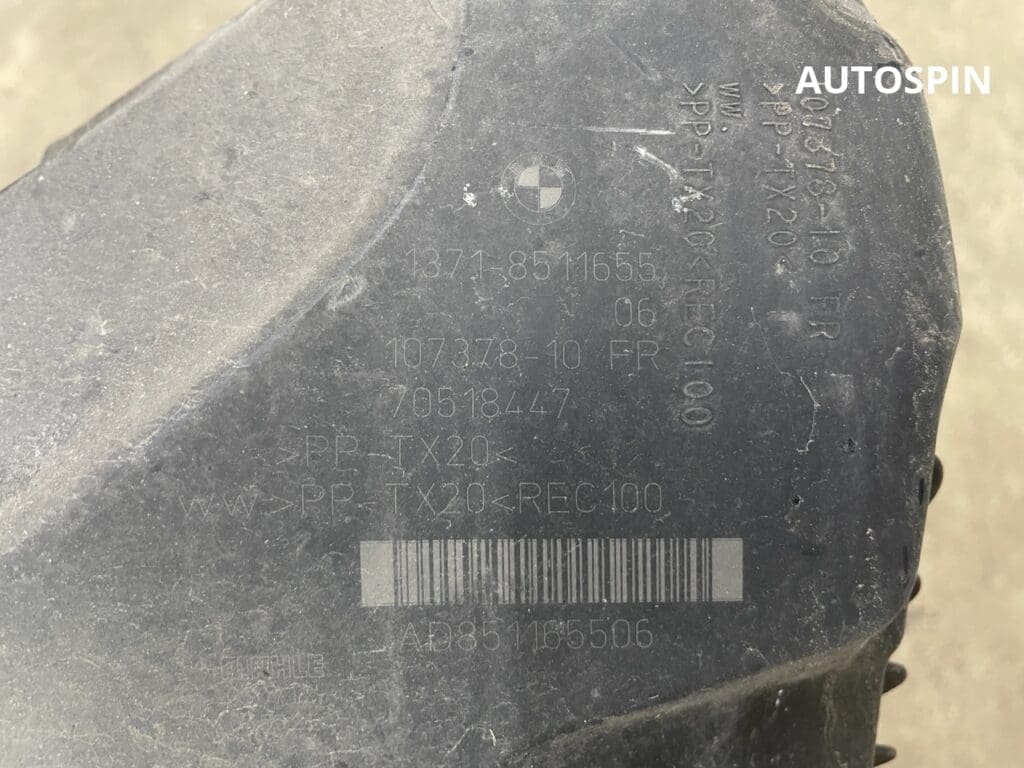 AUTOSPIN
1371-8511655
06
107378-10 FR
70518447
>PP-TX20<
WW>PP-TX20<REC100
AD851165506
WW.
>PP-TX20<REC100
107378-10 FR
>PP-TX20<